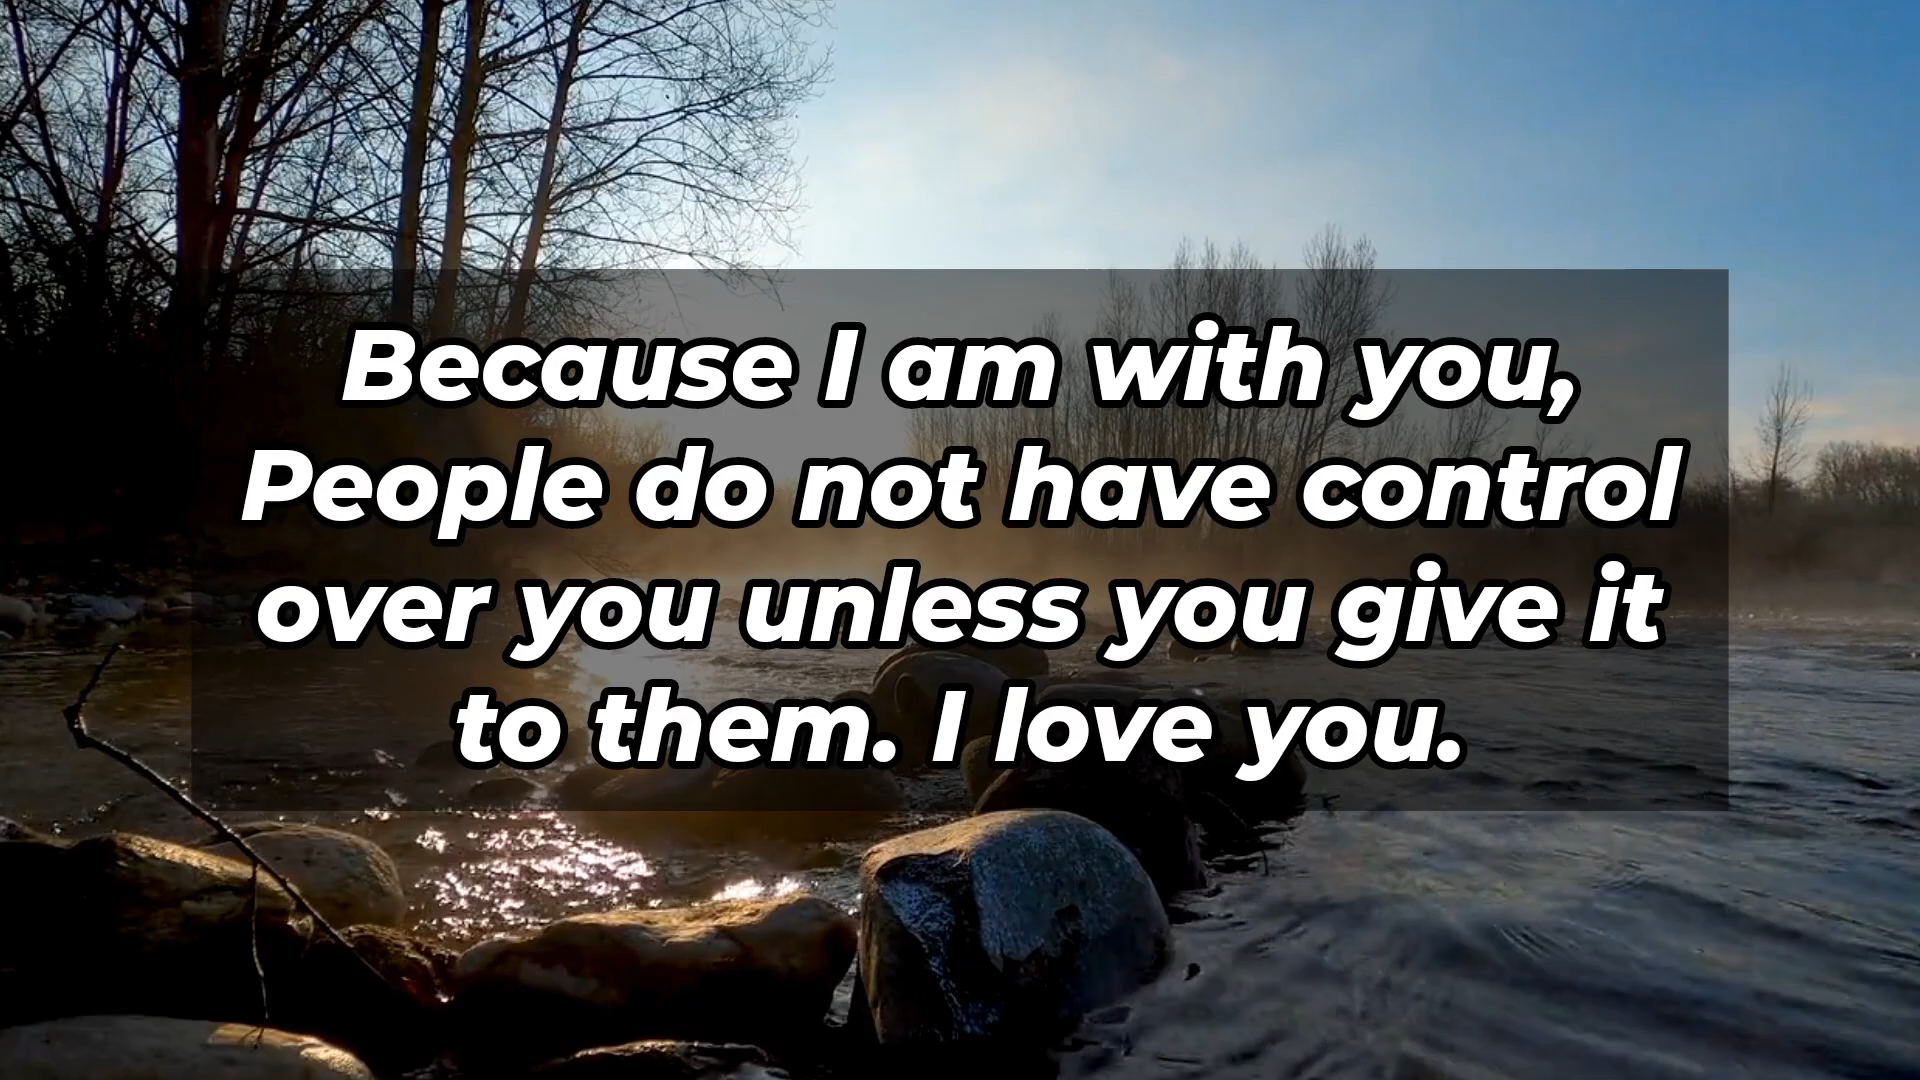 Because I am with you,
People do not have control
over you unless you give it
to them. I love you.